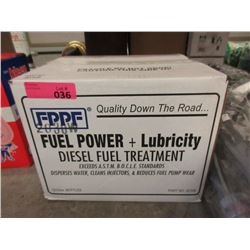 Lot #
036
FPPF
Quality Down The Road...
FUEL POWER + Lubricity
DIESEL FUEL TREATMENT
EXCEEDS A.S.T.M. B.O.C.L.E. STANDARDS
DISPERSES WATER, CLEANS INJECTORS, & REDUCES FUEL PUMP WEAR